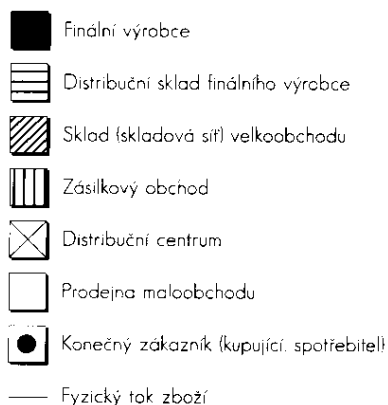 Finální výrobce
Distribuční sklad finálního výrobce
Sklad (skladová síť) velkoobchodu
Zásilkový obchod
Distribuční centrum
Prodejna maloobchodu
Konečný zákazník (kupující, spotřebitel)
Fyzický tok zboží